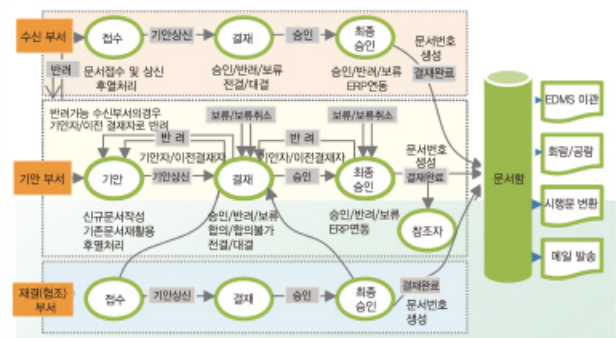 수신 부서
접수
기안상신
결재
승인
최종
승인
문서번호
생성
결재완료
반려
문서접수 및 상신
후열처리
승인/반려/보류
전결/대결
승인/반려/보류
ERP연동
반려가능 수신부서의경우
기안자/이전 결재자로 반려
보류/보류취소
보류/보류취소
반 려
반 려
기안자/이전결재자
기안자/이전결재자
문서번호
생성
결재완료
기안 부서
기안
기안상신
결재
승인
최종
승인
신규문서작성
기존문서재활용
후열처리
승인/반려/보류
합의/합의불가
전결/대결
승인/반려/보류
ERP연동
참조자
재결(협조)
부서
접수
기안상신
결재
승인
최종
승인
결재완료
문서번호
생성
문서함
EDMS 이관
회람/공람
시행문 변환
메일 발송